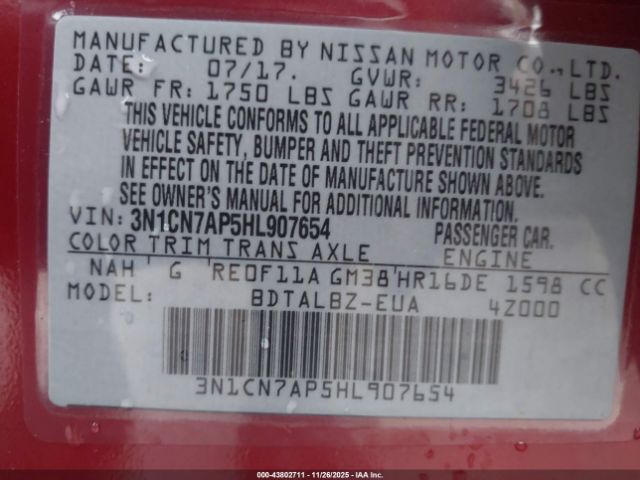 MANUFACTURED BY NISSAN MOTOR CO., LTD.
DATE: 07/17. GVWR: 3426 LBS
GAWR FR: 1750 LBS GAWR RR: 1708 LBS
THIS VEHICLE CONFORMS TO ALL APPLICABLE FEDERAL MOTOR
VEHICLE SAFETY, BUMPER AND THEFT PREVENTION STANDARDS
IN EFFECT ON THE DATE OF MANUFACTURE SHOWN ABOVE.
SEE OWNER'S MANUAL FOR ADDITIONAL INFORMATION.
VIN: 3N1CN7AP5HL907654 PASSENGER CAR.
COLOR TRIM TRANS AXLE ENGINE
NAH ' G 'RE0F11A GM38'HR16DE 1598 CC
MODEL: BDTALBZ-EUA 4Z000
3N1CN7AP5HL907654
000-43802711 - 11/26/2025 - IAA Corp.